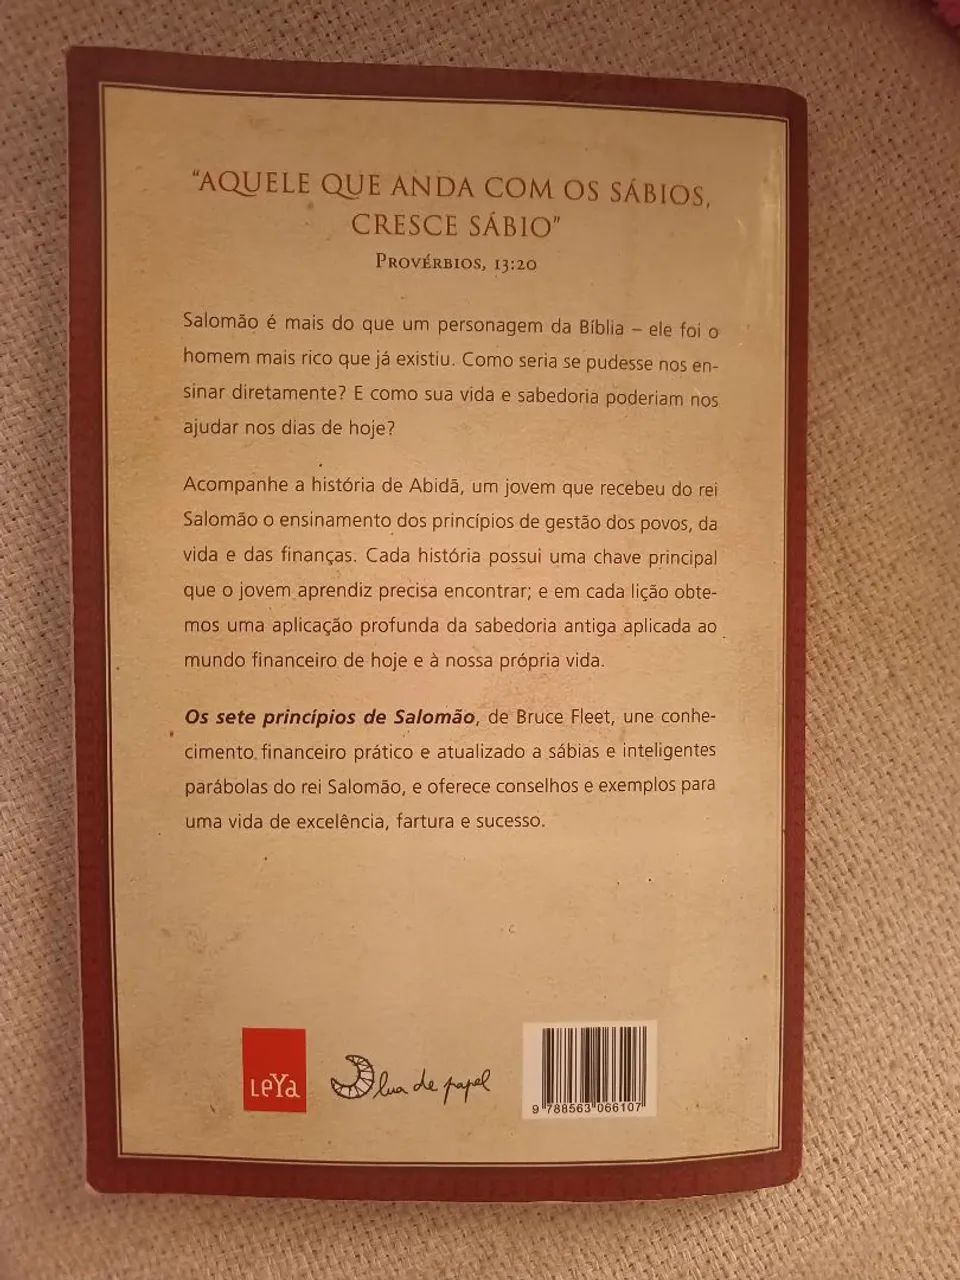 “AQUELE QUE ANDA COM OS SÁBIOS,
CRESCE SÁBIO”
PROVÉRBIOS, 13:20
Salomão é mais do que um personagem da Bíblia – ele foi o
homem mais rico que já existiu. Como seria se pudesse nos en-
sinar diretamente? E como sua vida e sabedoria poderiam nos
ajudar nos dias de hoje?
Acompanhe a história de Abidã, um jovem que recebeu do rei
Salomão o ensinamento dos princípios de gestão dos povos, da
vida e das finanças. Cada história possui uma chave principal
que o jovem aprendiz precisa encontrar; e em cada lição obte-
mos uma aplicação profunda da sabedoria antiga aplicada ao
mundo financeiro de hoje e à nossa própria vida.
Os sete princípios de Salomão, de Bruce Fleet, une conhe-
cimento financeiro prático e atualizado a sábias e inteligentes
parábolas do rei Salomão, e oferece conselhos e exemplos para
uma vida de excelência, fartura e sucesso.
LeYa
lua de papel
9 788563 066107